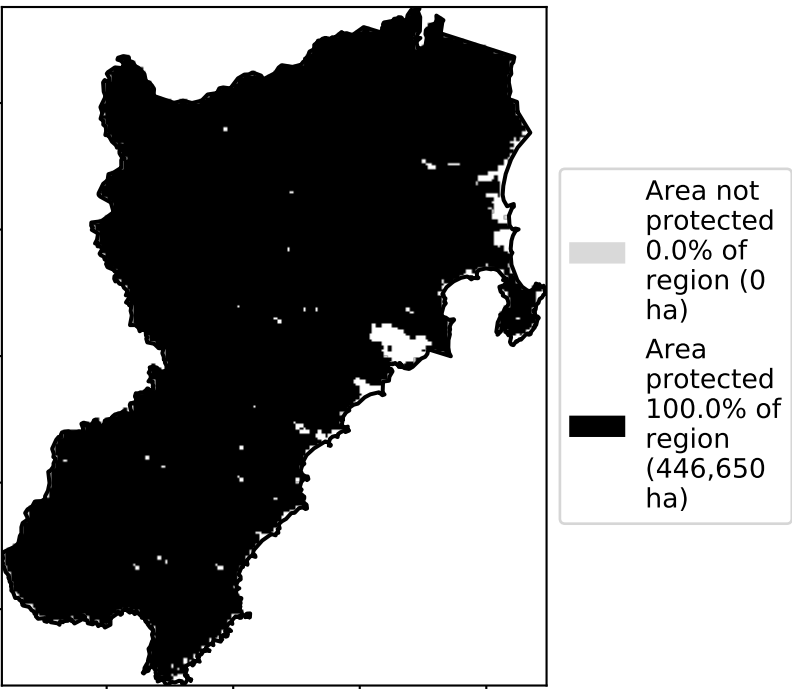 Area not
protected
0.0% of
region (0
ha)
Area
protected
100.0% of
region
(446,650
ha)